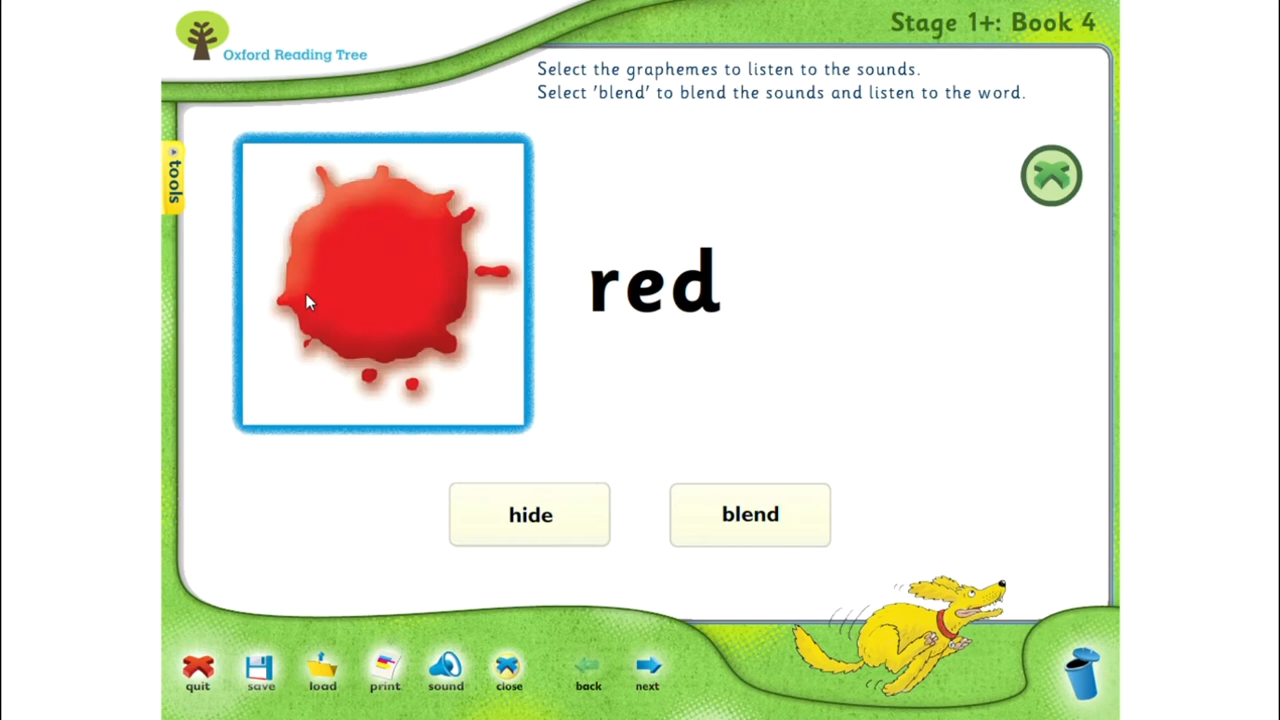 Oxford Reading Tree
Stage 1+: Book 4
Select the graphemes to listen to the sounds.
Select 'blend' to blend the sounds and listen to the word.
tools
red
hide
blend
quit
save
load
print
sound
close
back
next